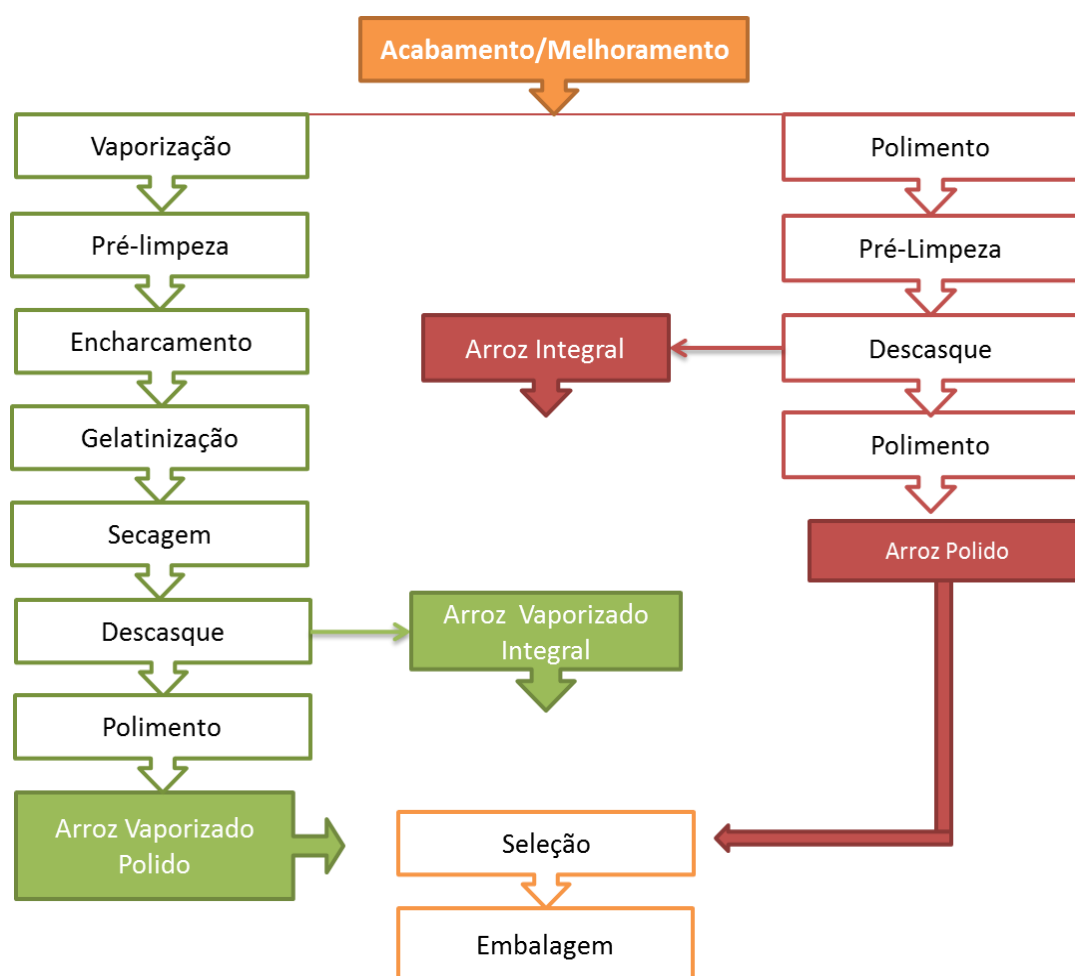 Acabamento/Melhoramento
Vaporização
Pré-limpeza
Encharcamento
Gelatinização
Secagem
Descasque
Polimento
Arroz Vaporizado
Polido
Arroz  Vaporizado
Integral
Polimento
Pré-Limpeza
Descasque
Arroz Integral
Polimento
Arroz Polido
Seleção
Embalagem